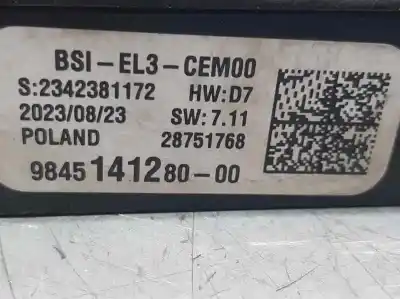 BSI-EL3-CEM00
S:2342381172 HW:D7
2023/08/23 SW:7.11
POLAND 28751768
9845141280-00